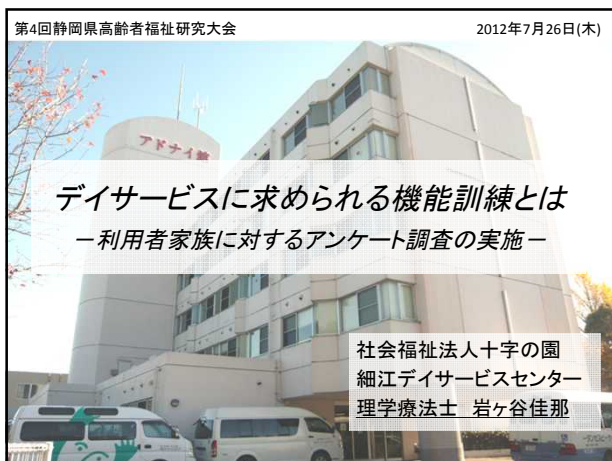 第4回静岡県高齢者福祉研究大会
2012年7月26日(木)
アドナイ館
デイサービスに求められる機能訓練とは
－利用者家族に対するアンケート調査の実施－
社会福祉法人十字の園
細江デイサービスセンター
理学療法士　岩ヶ谷佳那